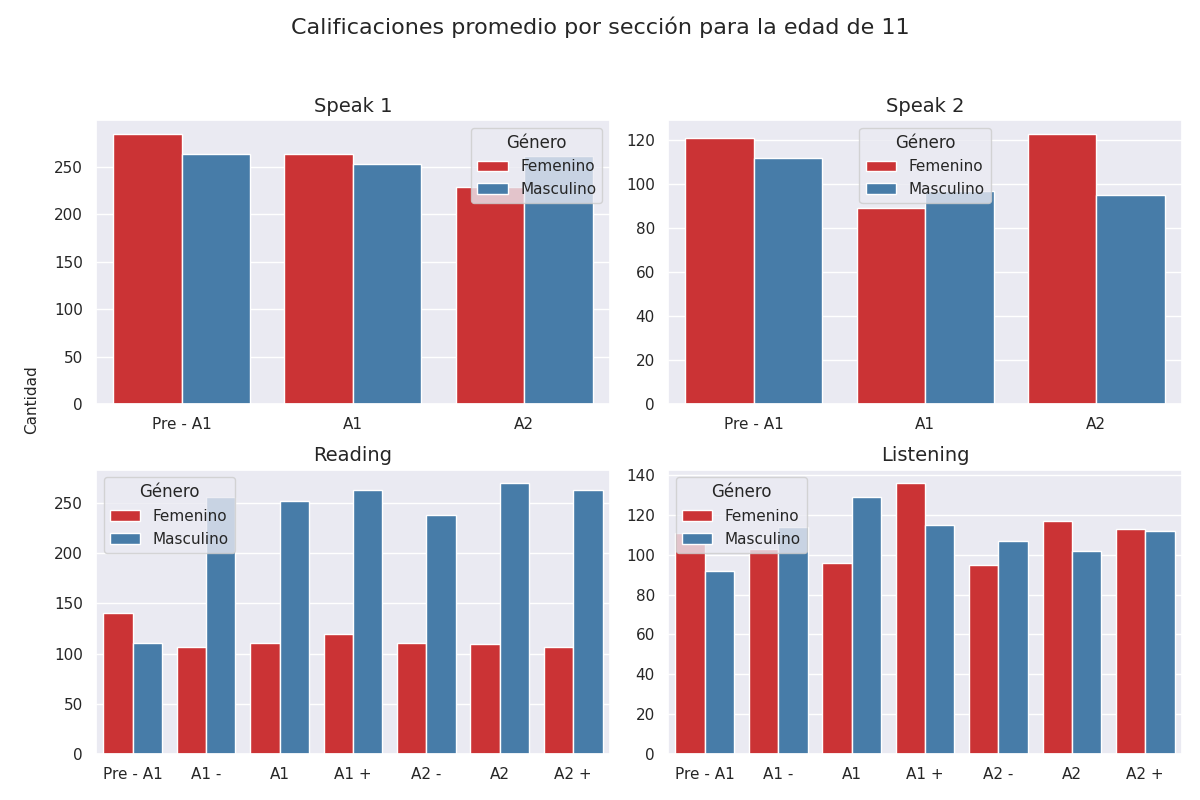 Calificaciones promedio por sección para la edad de 11
Cantidad
Speak 1
250
200
150
100
50
0
Género
Femenino
Masculino
Pre - A1 A1 A2
Speak 2
120
100
80
60
40
20
0
Género
Femenino
Masculino
Pre - A1 A1 A2
Reading
250
200
150
100
50
0
Género
Femenino
Masculino
Pre - A1 A1 - A1 A1 + A2 - A2 A2 +
Listening
140
120
100
80
60
40
20
0
Género
Femenino
Masculino
Pre - A1 A1 - A1 A1 + A2 - A2 A2 +